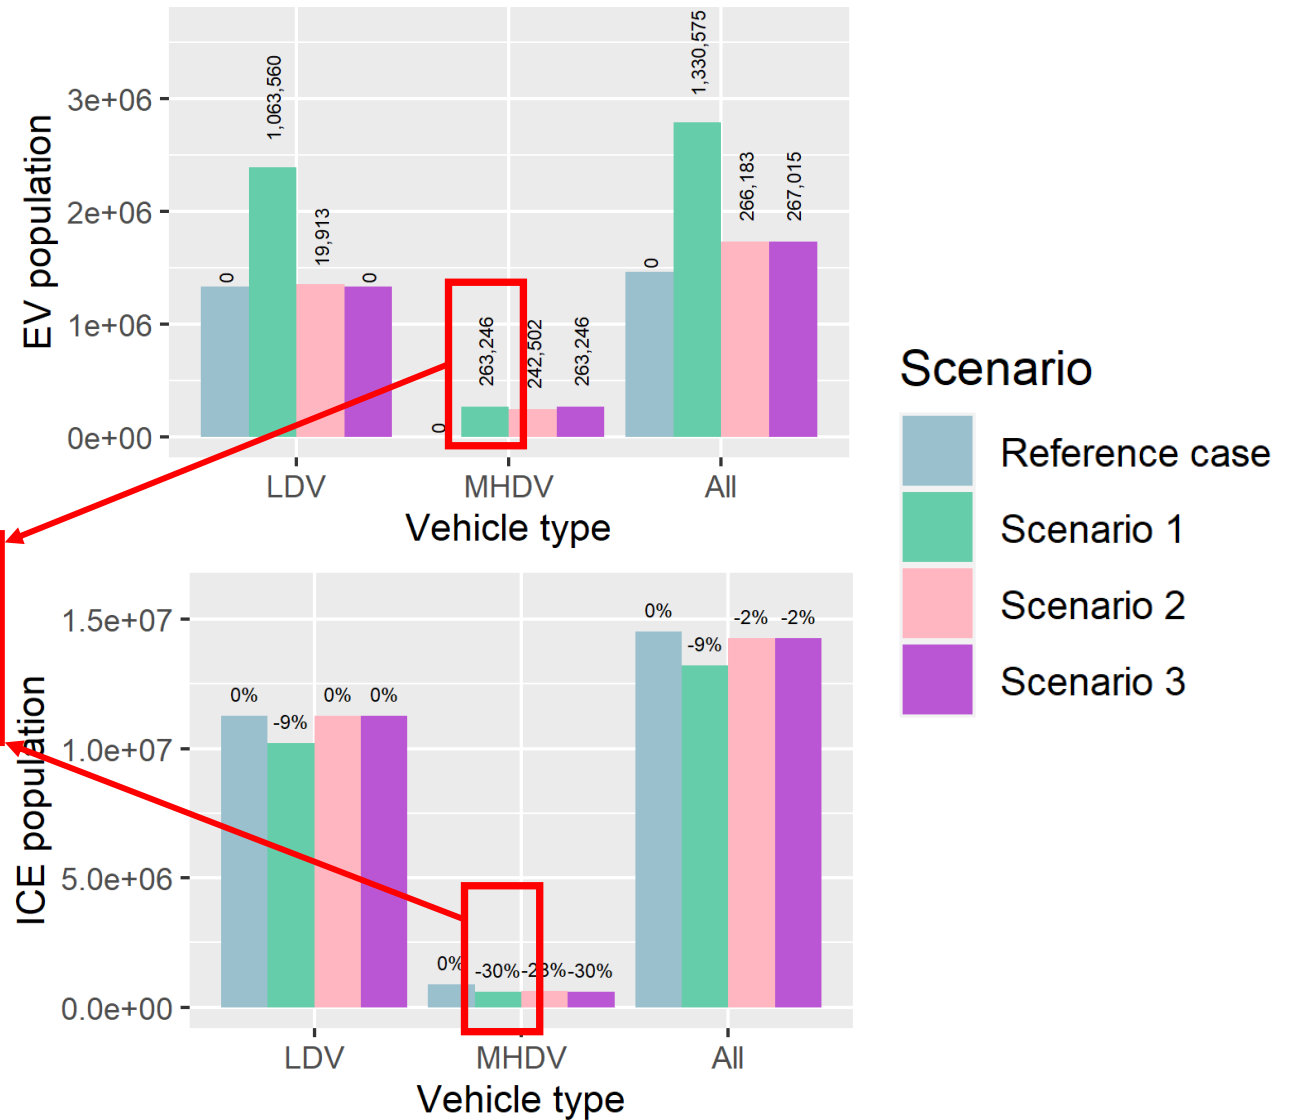 EV population
3e+06
2e+06
1e+06
0e+00
0
1,063,560
19,913
0
0
263,246
242,502
263,246
0
1,330,575
266,183
267,015
LDV
MHDV
All
Vehicle type
ICE population
1.5e+07
1.0e+07
5.0e+06
0.0e+00
0%
-9%
0%
0%
0%
-30%
-23%
-30%
0%
-9%
-2%
-2%
LDV
MHDV
All
Vehicle type
Scenario
Reference case
Scenario 1
Scenario 2
Scenario 3